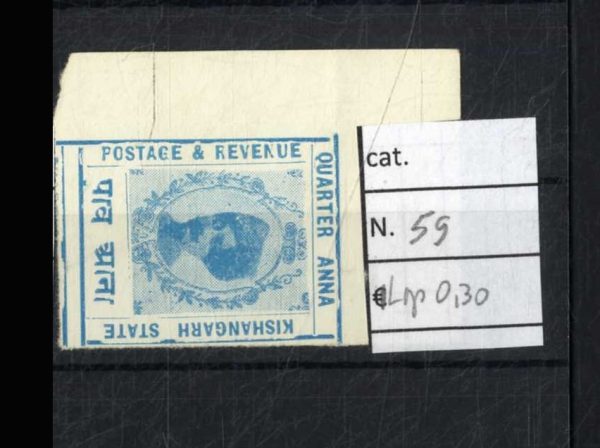 POSTAGE & REVENUE
QUARTER ANNA
KISHANGARH STATE
पाव आना
cat.
N. 59
€ 0,30